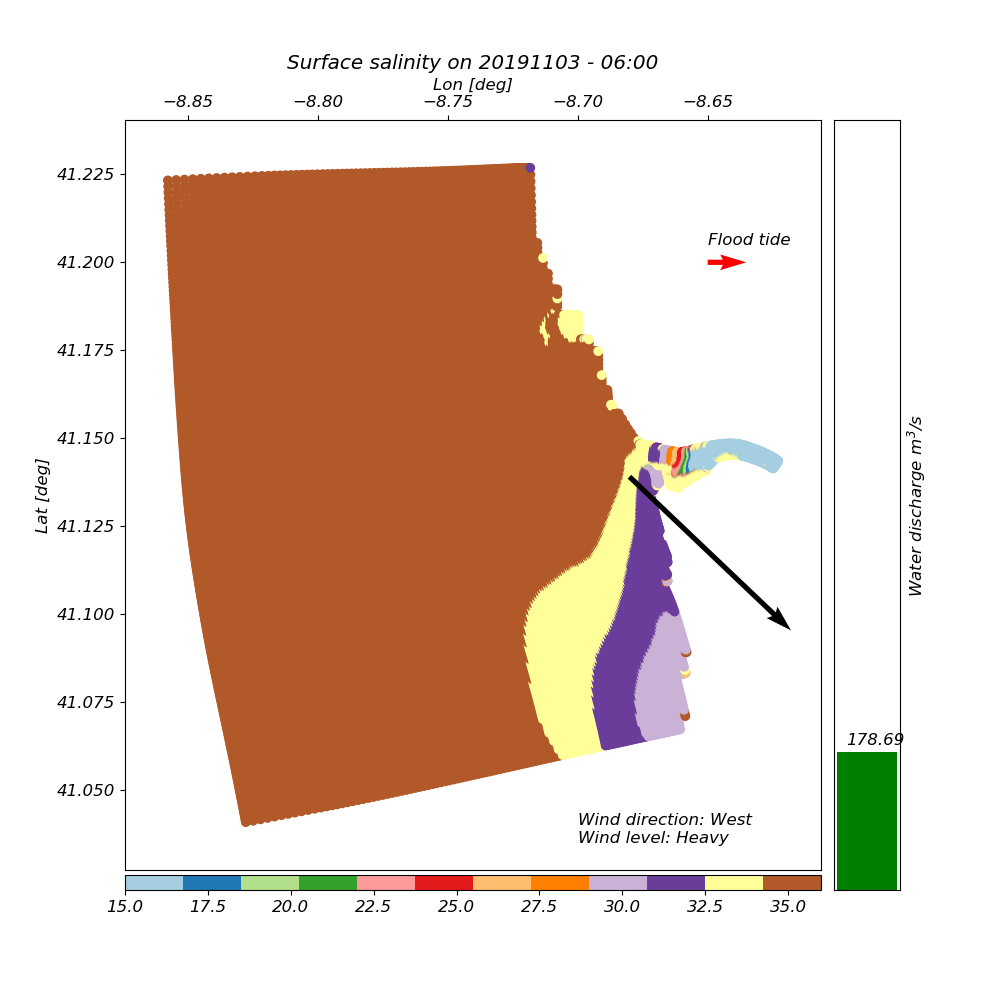 Surface salinity on 20191103 - 06:00
Lon [deg]
−8.85 −8.80 −8.75 −8.70 −8.65
41.225
41.200
41.175
41.150
41.125
41.100
41.075
41.050
Lat [deg]
Flood tide
Wind direction: West
Wind level: Heavy
15.0 17.5 20.0 22.5 25.0 27.5 30.0 32.5 35.0
178.69
Water discharge m³/s